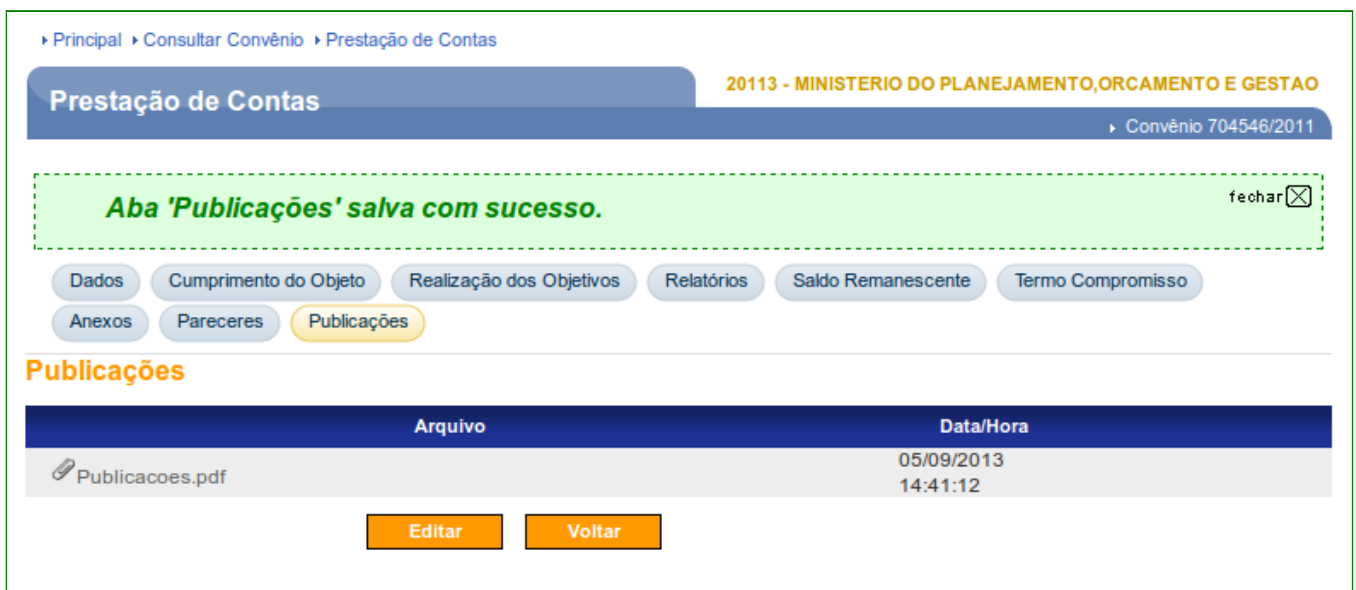 Principal Consultar Convênio Prestação de Contas
20113 - MINISTERIO DO PLANEJAMENTO,ORCAMENTO E GESTAO
Prestação de Contas
Convênio 704546/2011
Aba 'Publicações' salva com sucesso.
fechar
Dados Cumprimento do Objeto Realização dos Objetivos Relatórios Saldo Remanescente Termo Compromisso
Anexos Pareceres Publicações
Publicações
Arquivo Data/Hora
Publicacoes.pdf 05/09/2013
14:41:12
Editar Voltar